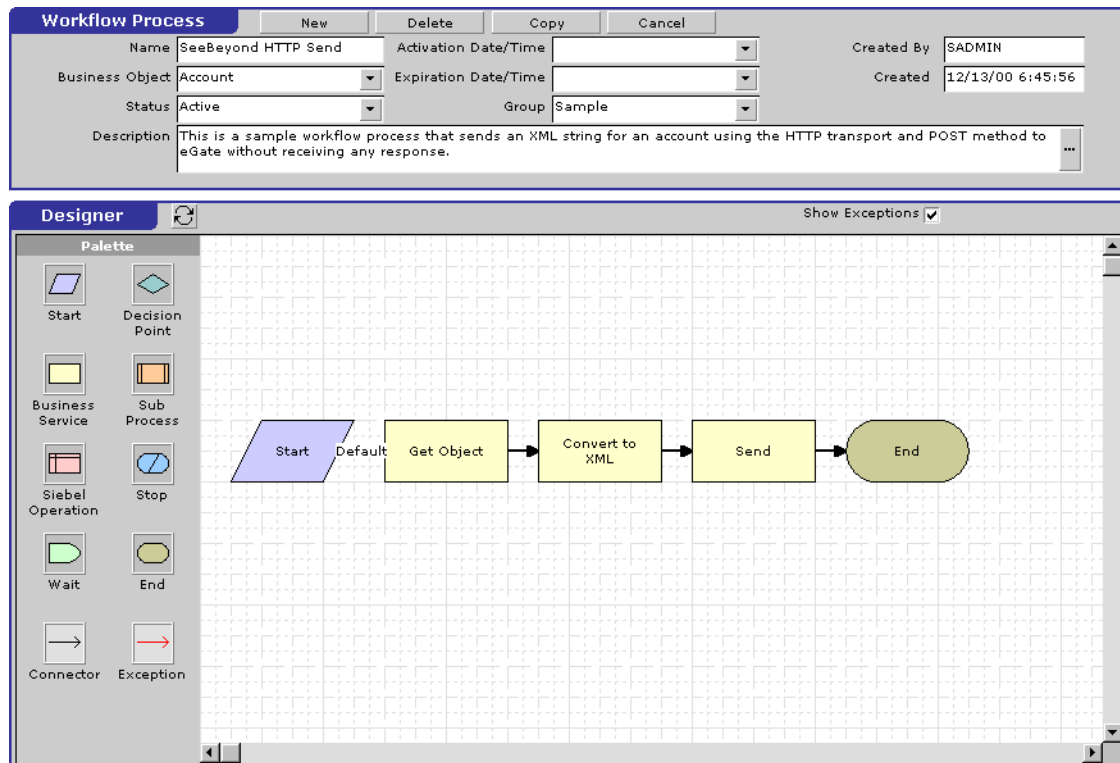 Workflow Process
New
Delete
Copy
Cancel
Name SeeBeyond HTTP Send
Activation Date/Time
Created By SADMIN
Business Object Account
Expiration Date/Time
Created 12/13/00 6:45:56
Status Active
Group Sample
Description This is a sample workflow process that sends an XML string for an account using the HTTP transport and POST method to
eGate without receiving any response.
...
Designer
Show Exceptions
Palette
Start
Decision
Point
Business
Service
Sub
Process
Siebel
Operation
Stop
Wait
End
Connector
Exception
Start
Default
Get Object
Convert to
XML
Send
End